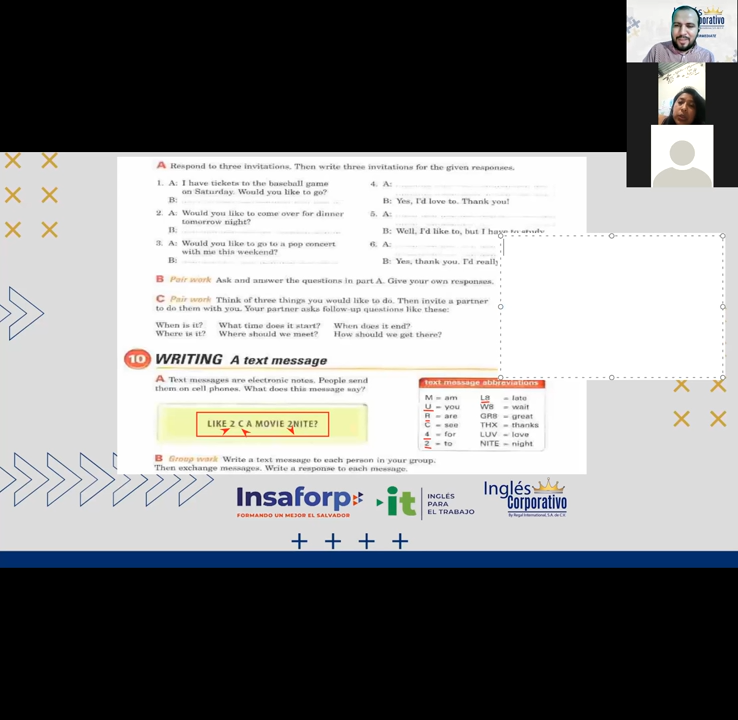 A Respond to three invitations. Then write three invitations for the given responses.
1. A: I have tickets to the baseball game
on Saturday. Would you like to go?
B:
2. A: Would you like to come over for dinner
tomorrow night?
B:
3. A: Would you like to go to a pop concert
with me this weekend?
B:
4. A:
B: Yes, I'd love to. Thank you!
5. A:
B: Well, I'd like to, but I have to study
6. A:
B: Yes, thank you. I'd really
B Pair work Ask and answer the questions in part A. Give your own responses.
C Pair work Think of three things you would like to do. Then invite a partner
to do them with you. Your partner asks follow-up questions like these:
When is it? What time does it start? When does it end?
Where is it? Where should we meet? How should we get there?
10 WRITING A text message
A Text messages are electronic notes. People send
them on cell phones. What does this message say?
LIKE 2 C A MOVIE 2NITE?
text message abbreviations
M = am L8 = late
U = you W8 = wait
R = are GR8 = great
C = see THX = thanks
4 = for LUV = love
2 = to NITE = night
B Group work Write a text message to each person in your group.
Then exchange messages. Write a response to each message.
Insaforp
FORMANDO UN MEJOR EL SALVADOR
it
INGLÉS
PARA
EL TRABAJO
Inglés
Corporativo
By Regal International, S.A. de C.V.